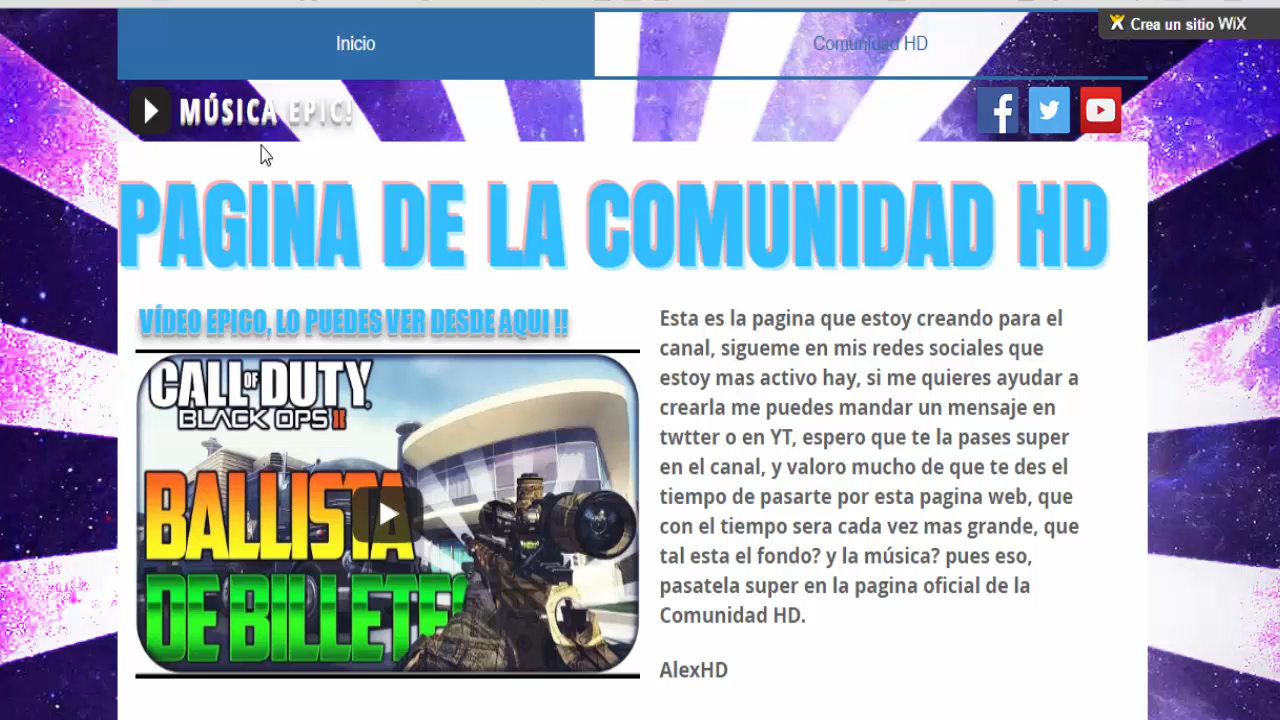 Inicio
Comunidad HD
Crea un sitio WiX
MÚSICA EPIC!
PAGINA DE LA COMUNIDAD HD
VÍDEO EPICO, LO PUEDES VER DESDE AQUI !!
CALL OF DUTY
BLACK OPS II
BALLISTA
DE BILLETE!
Esta es la pagina que estoy creando para el
canal, sigueme en mis redes sociales que
estoy mas activo hay, si me quieres ayudar a
crearla me puedes mandar un mensaje en
twtter o en YT, espero que te la pases super
en el canal, y valoro mucho de que te des el
tiempo de pasarte por esta pagina web, que
con el tiempo sera cada vez mas grande, que
tal esta el fondo? y la música? pues eso,
pasatela super en la pagina oficial de la
Comunidad HD.
AlexHD